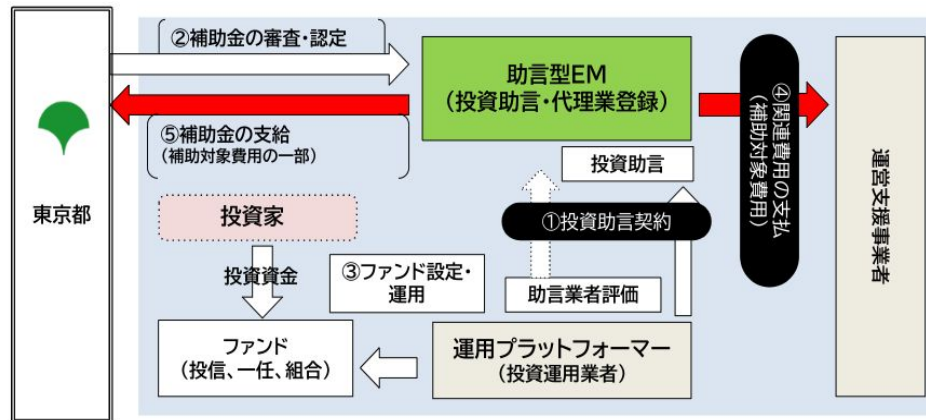 ②補助金の審査・認定
助言型EM
（投資助言・代理業登録）
④関連費用の支払
（補助対象費用）
⑤補助金の支給
（補助対象費用の一部）
投資助言
運営支援事業者
東京都
投資家
①投資助言契約
投資資金
③ファンド設定・
運用
助言業者評価
ファンド
（投信、一任、組合）
運用プラットフォーマー
（投資運用業者）